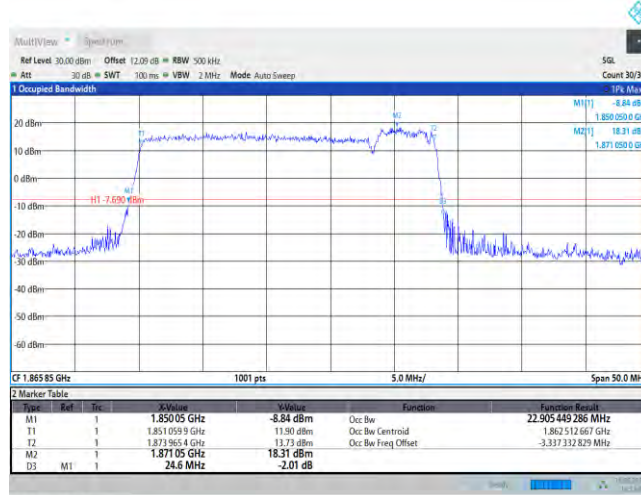 MultiView Spectrum
Ref Level 30.00 dBm Offset 12.09 dB RBW 500 kHz SGL
Att 30 dB SWT 100 ms VBW 2 MHz Mode Auto Sweep Count 30/3
1 Occupied Bandwidth 1Pk Max
M1[1] -8.84 dB
1.850 050 0 G
M2[1] 18.31 dB
1.871 050 0 G
20 dBm
M2
T1
T2
10 dBm
0 dBm
M1
H1 -7.690 dBm
D3
-10 dBm
-20 dBm
-30 dBm
-40 dBm
-50 dBm
-60 dBm
CF 1.865 85 GHz 1001 pts 5.0 MHz/ Span 50.0 MH
2 Marker Table
Type Ref Trc X-Value Y-Value Function Function Result
M1 1 1.850 05 GHz -8.84 dBm Occ Bw 22.905 449 286 MHz
T1 1 1.851 059 9 GHz 11.90 dBm Occ Bw Centroid 1.862 512 667 GHz
T2 1 1.873 965 4 GHz 13.73 dBm Occ Bw Freq Offset -3.337 332 829 MHz
M2 1 1.871 05 GHz 18.31 dBm
D3 M1 1 24.6 MHz -2.01 dB